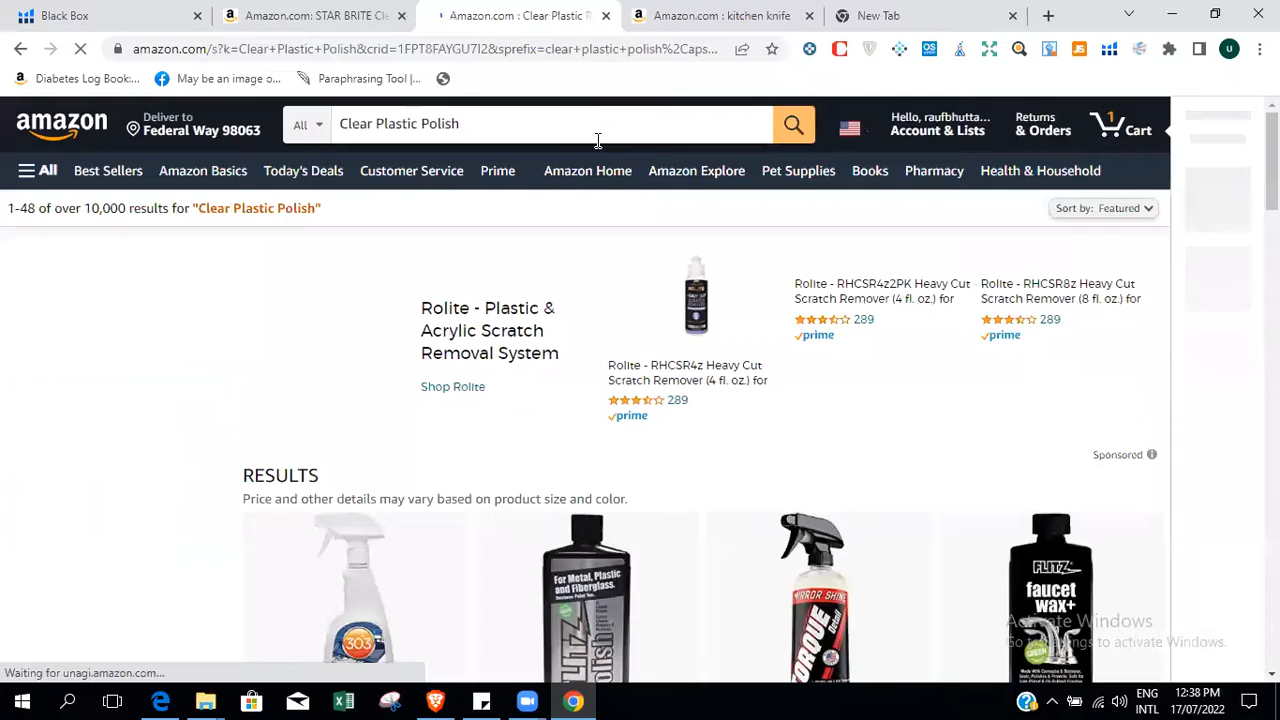 Black Box
Amazon.com: STAR BRITE Cle
Amazon.com : Clear Plastic P
Amazon.com : kitchen knife
New Tab
amazon.com/s?k=Clear+Plastic+Polish&crid=1FPT8FAYGU7I2&sprefix=clear+plastic+polish%2Caps...
Diabetes Log Book:...
May be an image o...
Paraphrasing Tool |...
amazon
Deliver to
Federal Way 98063
All
Clear Plastic Polish
Hello, raufbhutta...
Account & Lists
Returns
& Orders
1
Cart
All
Best Sellers
Amazon Basics
Today's Deals
Customer Service
Prime
Amazon Home
Amazon Explore
Pet Supplies
Books
Pharmacy
Health & Household
1-48 of over 10,000 results for "Clear Plastic Polish"
Sort by: Featured
Rolite - Plastic &
Acrylic Scratch
Removal System
Shop Rolite
Rolite - RHCSR4z Heavy Cut
Scratch Remover (4 fl. oz.) for
289
prime
Rolite - RHCSR4z2PK Heavy Cut
Scratch Remover (4 fl. oz.) for
289
prime
Rolite - RHCSR8z Heavy Cut
Scratch Remover (8 fl. oz.) for
289
prime
Sponsored
RESULTS
Price and other details may vary based on product size and color.
303
For Metal, Plastic
and Fiberglass.
FLITZ
polish
MIRROR SHINE
TORQUE
Detail
FLITZ
faucet
wax+
GREEN
Activate Windows
Go to Settings to activate Windows.
Waiting for unagi.amazon.com...
ENG
INTL
12:38 PM
17/07/2022